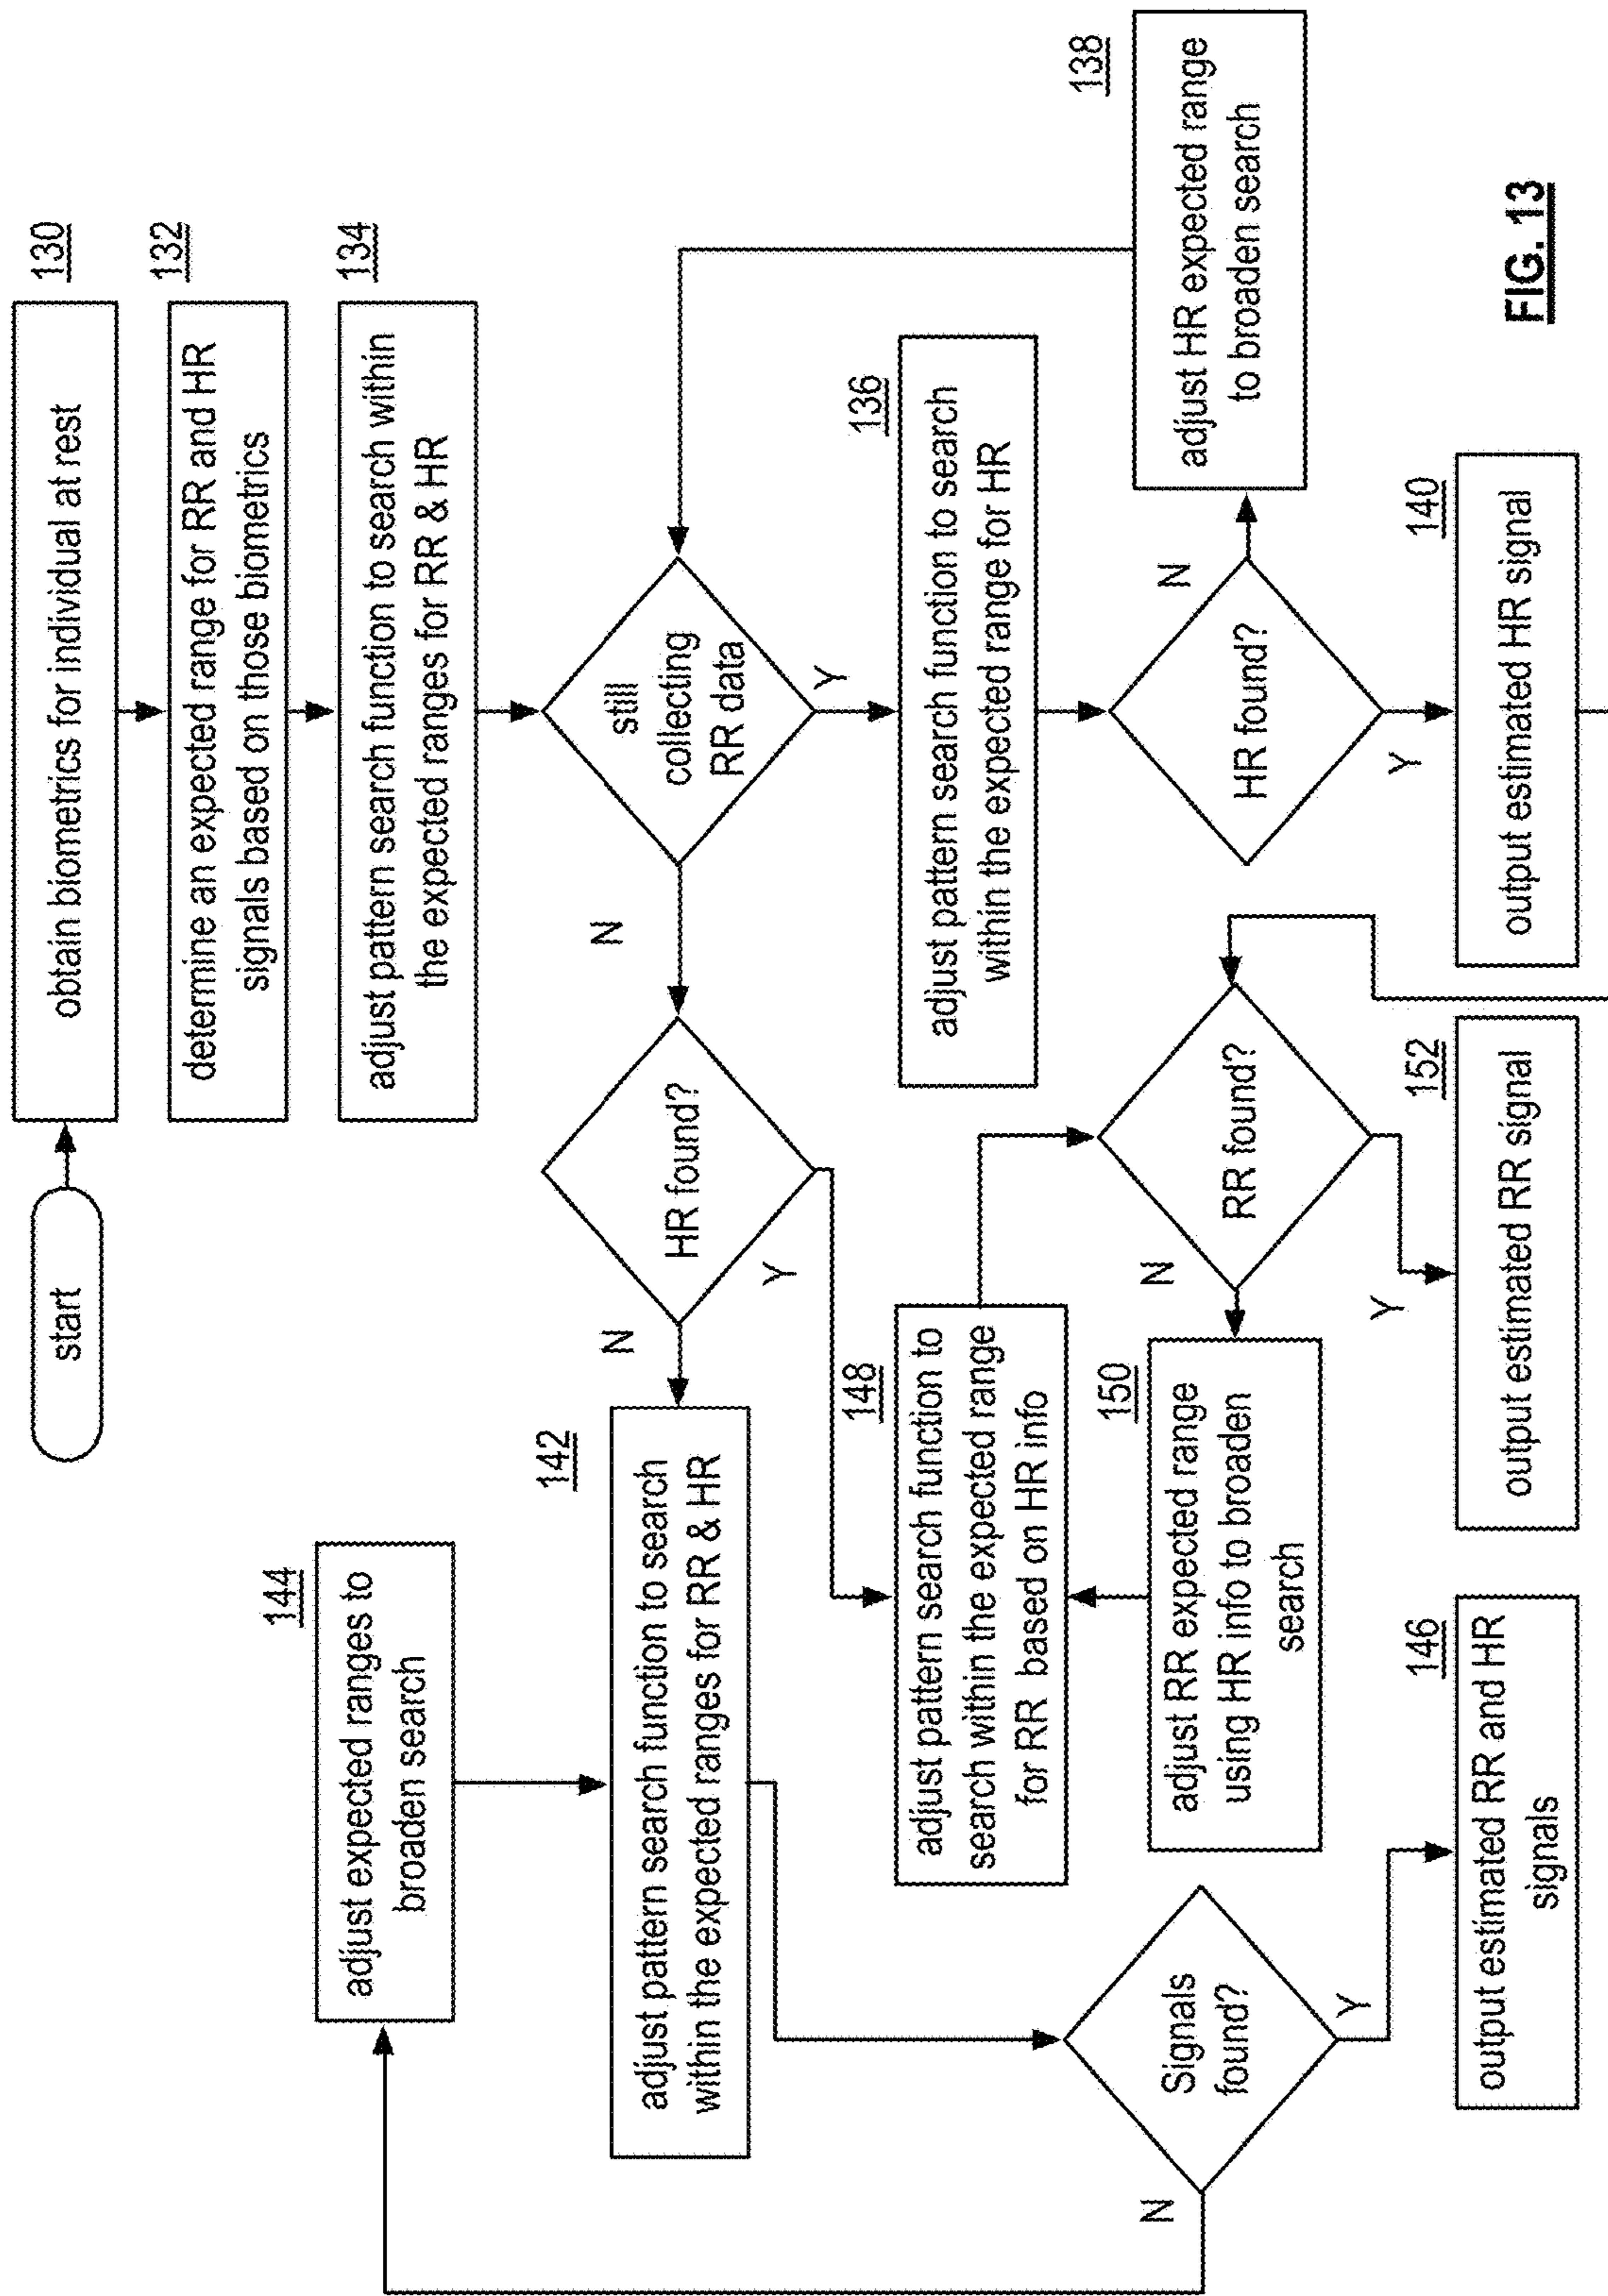 start
130
obtain biometrics for individual at rest
132
determine an expected range for RR and HR
signals based on those biometrics
134
adjust pattern search function to search within
the expected ranges for RR & HR
still
collecting
RR data
N
Y
136
adjust pattern search function to search
within the expected range for HR
HR found?
N
Y
138
adjust HR expected range
to broaden search
140
output estimated HR signal
HR found?
N
Y
142
adjust pattern search function to search
within the expected ranges for RR & HR
144
adjust expected ranges to
broaden search
Signals
found?
N
Y
146
output estimated RR and HR
signals
148
adjust pattern search function to
search within the expected range
for RR based on HR info
RR found?
N
Y
150
adjust RR expected range
using HR info to broaden
search
152
output estimated RR signal
FIG. 13